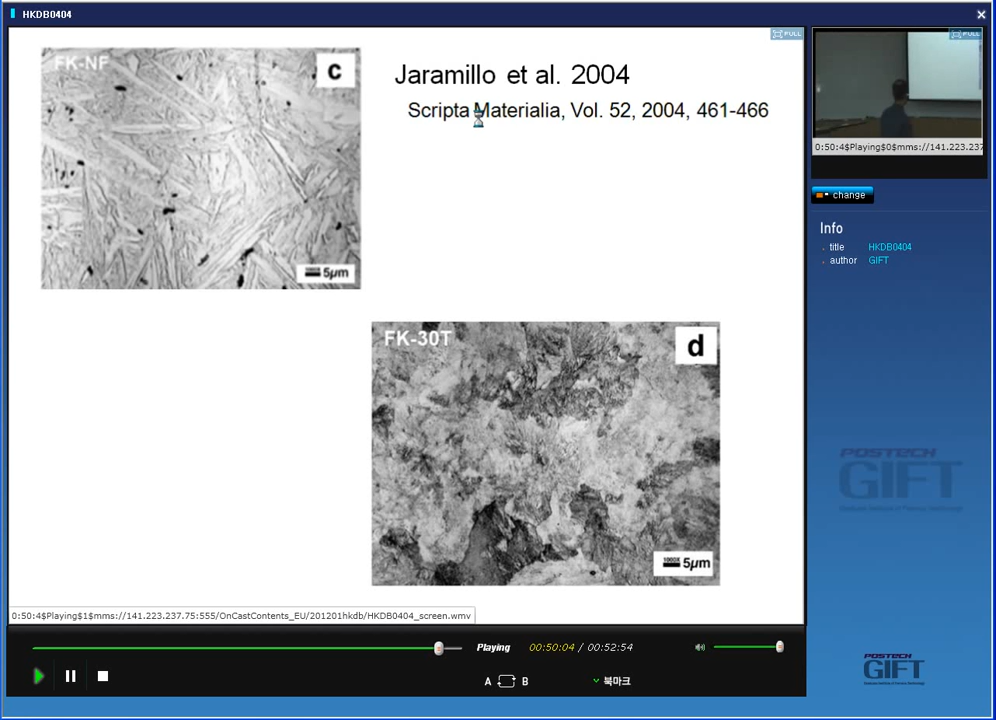 HKDB0404
FULL
FK-NF
c
5μm
Jaramillo et al. 2004
Scripta Materialia, Vol. 52, 2004, 461-466
FK-30T
d
1000X
5μm
0:50:4$Playing$1$mms://141.223.237.75:555/OnCastContents_EU/201201hkdb/HKDB0404_screen.wmv
FULL
0:50:4$Playing$0$mms://141.223.237
change
Info
title HKDB0404
author GIFT
POSTECH
GIFT
Playing 00:50:04 / 00:52:54
A B
북마크
POSTECH
GIFT